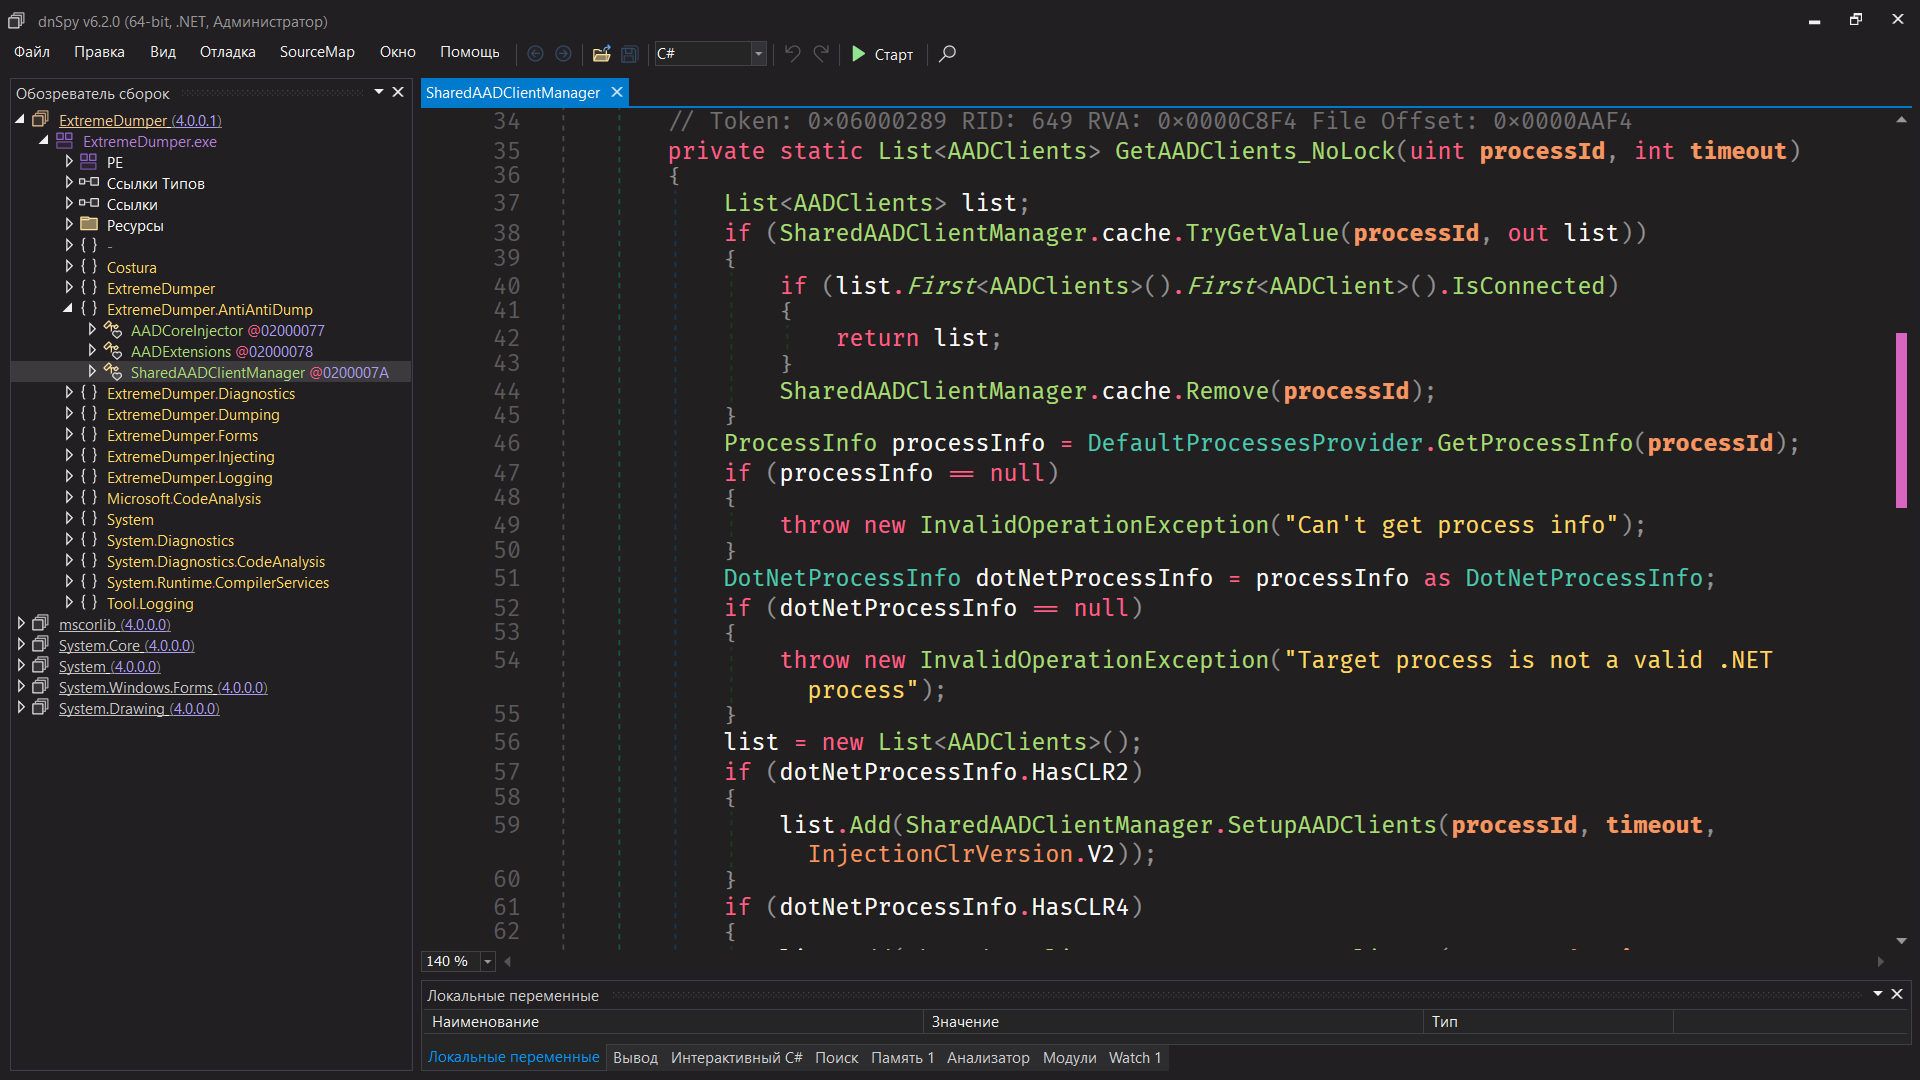 dnSpy v6.2.0 (64-bit, .NET, Администратор)
Файл Правка Вид Отладка SourceMap Окно Помощь C# Старт
Обозреватель сборок
ExtremeDumper (4.0.0.1)
ExtremeDumper.exe
PE
Ссылки Типов
Ссылки
Ресурсы
{ } -
{ } Costura
{ } ExtremeDumper
{ } ExtremeDumper.AntiAntiDump
AADCoreInjector @02000077
AADExtensions @02000078
SharedAADClientManager @0200007A
{ } ExtremeDumper.Diagnostics
{ } ExtremeDumper.Dumping
{ } ExtremeDumper.Forms
{ } ExtremeDumper.Injecting
{ } ExtremeDumper.Logging
{ } Microsoft.CodeAnalysis
{ } System
{ } System.Diagnostics
{ } System.Diagnostics.CodeAnalysis
{ } System.Runtime.CompilerServices
{ } Tool.Logging
mscorlib (4.0.0.0)
System.Core (4.0.0.0)
System (4.0.0.0)
System.Windows.Forms (4.0.0.0)
System.Drawing (4.0.0.0)
SharedAADClientManager
34 // Token: 0×06000289 RID: 649 RVA: 0×0000C8F4 File Offset: 0×0000AAF4
35 private static List<AADClients> GetAADClients_NoLock(uint processId, int timeout)
36 {
37 List<AADClients> list;
38 if (SharedAADClientManager.cache.TryGetValue(processId, out list))
39 {
40 if (list.First<AADClients>().First<AADClient>().IsConnected)
41 {
42 return list;
43 }
44 SharedAADClientManager.cache.Remove(processId);
45 }
46 ProcessInfo processInfo = DefaultProcessesProvider.GetProcessInfo(processId);
47 if (processInfo == null)
48 {
49 throw new InvalidOperationException("Can't get process info");
50 }
51 DotNetProcessInfo dotNetProcessInfo = processInfo as DotNetProcessInfo;
52 if (dotNetProcessInfo == null)
53 {
54 throw new InvalidOperationException("Target process is not a valid .NET
process");
55 }
56 list = new List<AADClients>();
57 if (dotNetProcessInfo.HasCLR2)
58 {
59 list.Add(SharedAADClientManager.SetupAADClients(processId, timeout,
InjectionClrVersion.V2));
60 }
61 if (dotNetProcessInfo.HasCLR4)
62 {
140 %
Локальные переменные
Наименование Значение Тип
Локальные переменные Вывод Интерактивный C# Поиск Память 1 Анализатор Модули Watch 1